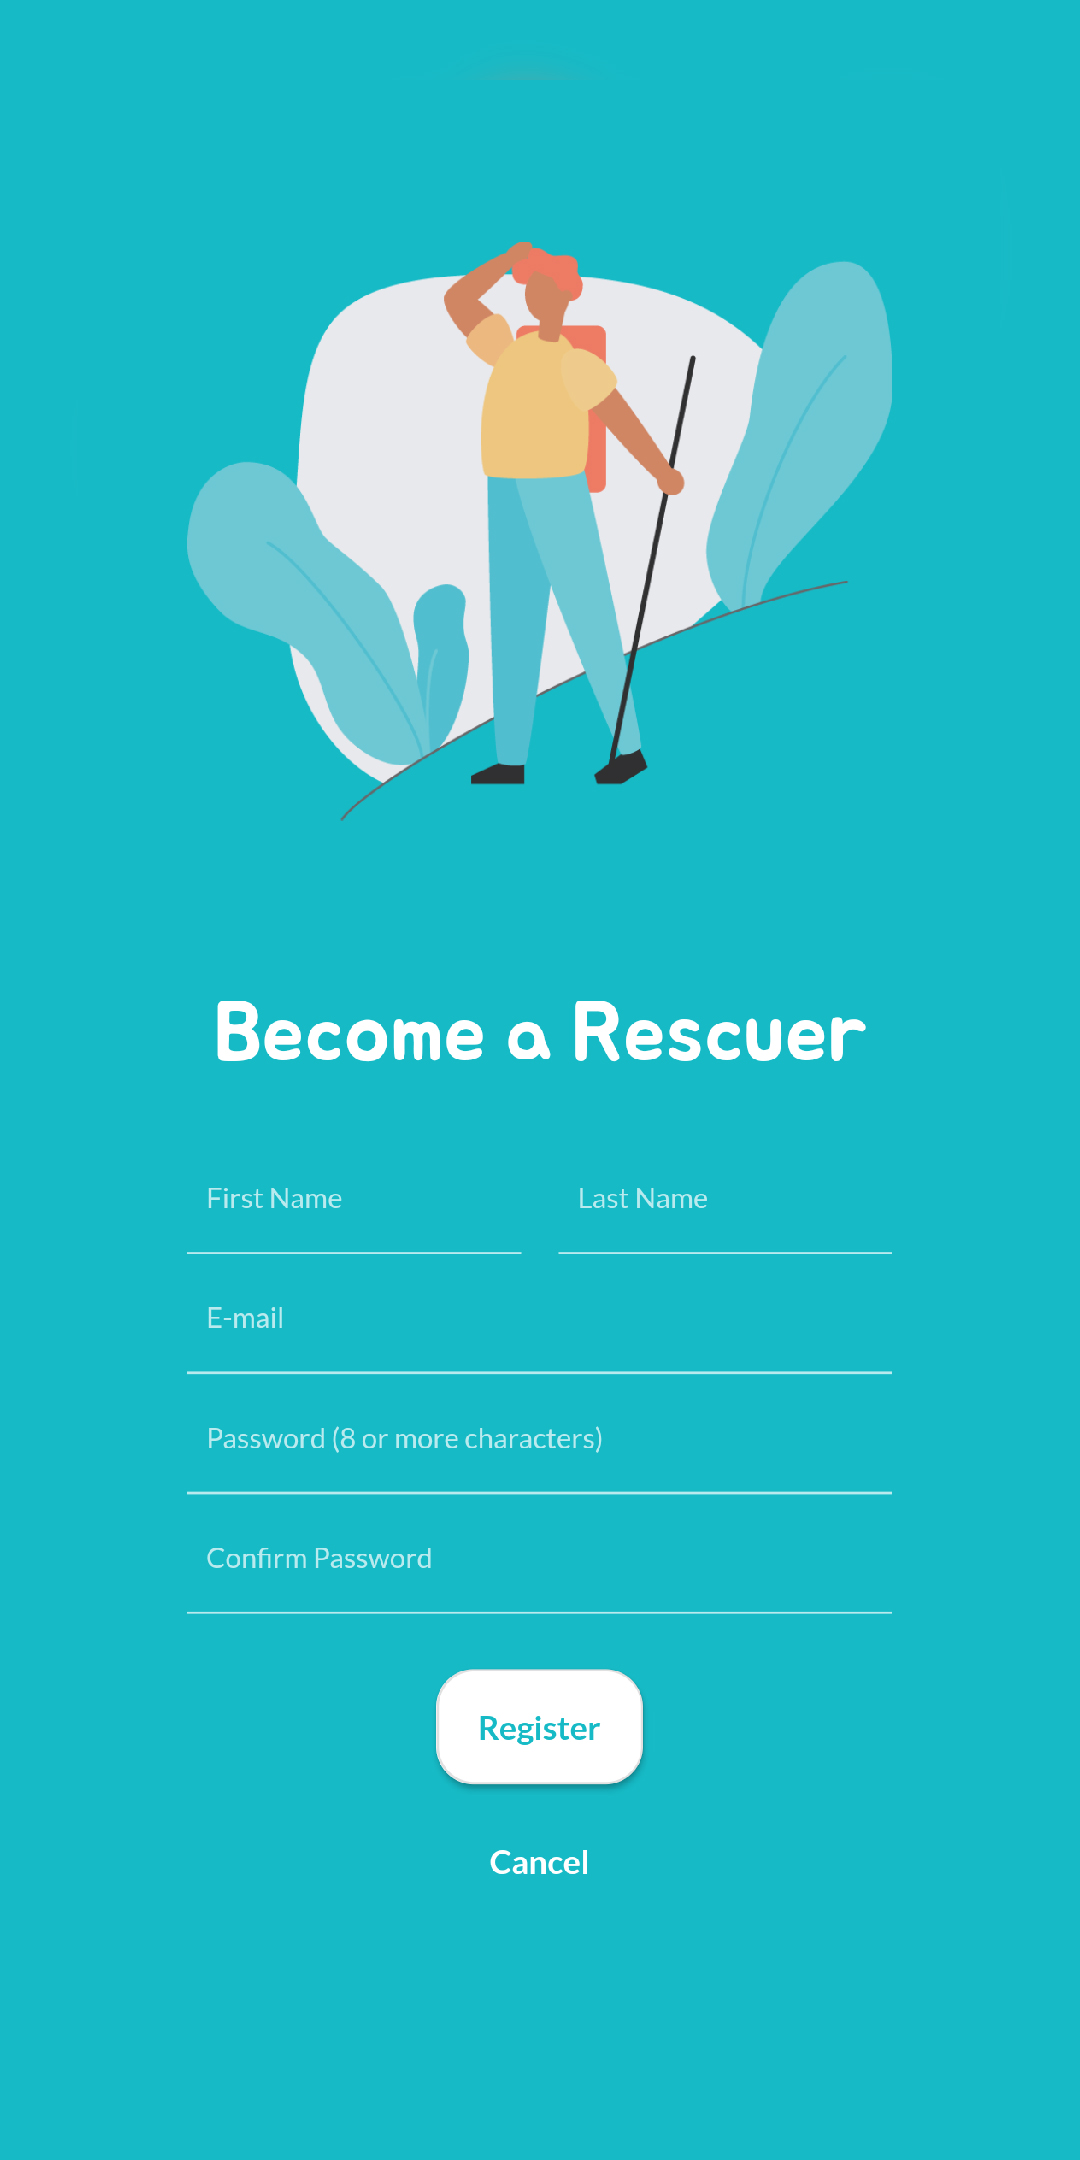 Become a Rescuer
First Name Last Name
E-mail
Password (8 or more characters)
Confirm Password
Register
Cancel